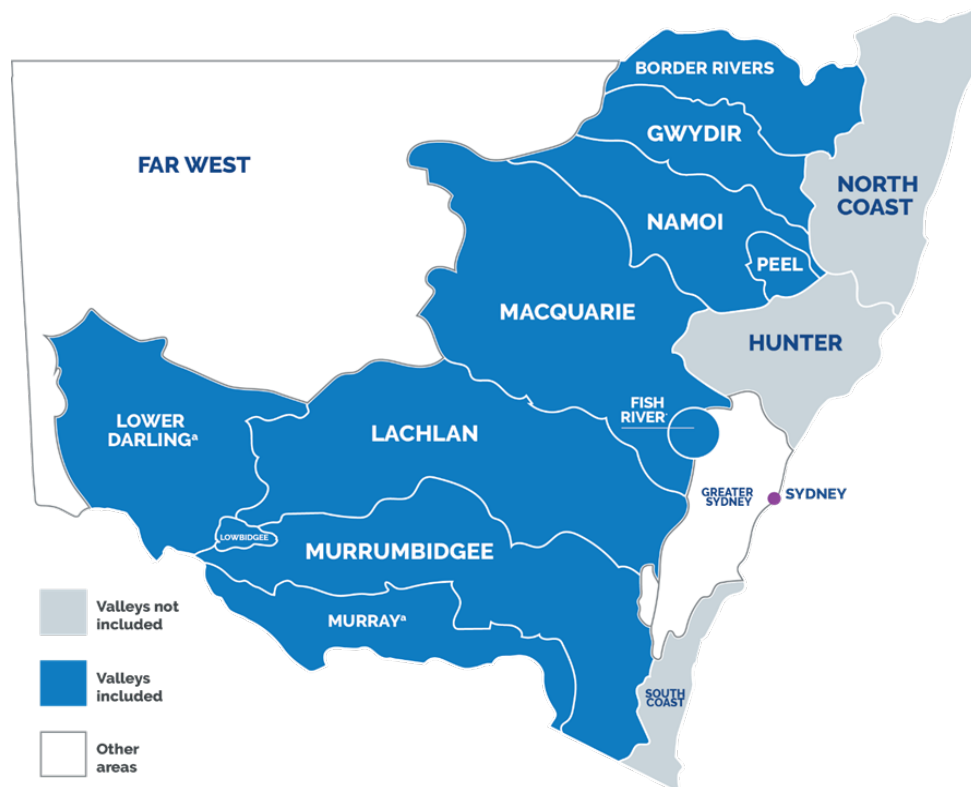 BORDER RIVERS
GWYDIR
FAR WEST
NORTH
COAST
NAMOI
PEEL
MACQUARIE
HUNTER
FISH
RIVER
LOWER
DARLINGª
LACHLAN
GREATER
SYDNEY
SYDNEY
LOWBIDGEE
MURRUMBIDGEE
MURRAYª
SOUTH
COAST
Valleys not
included
Valleys
included
Other
areas